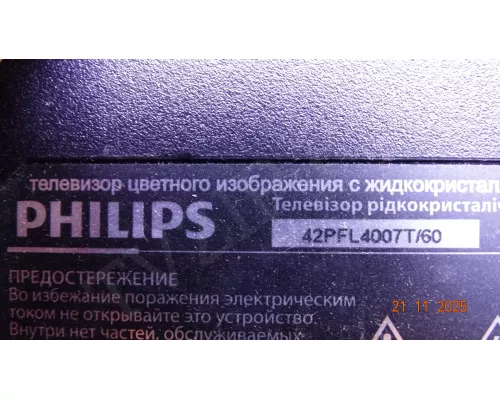 телевизор цветного изображения с жидкокристал
Телевізор рідкокристаліч
PHILIPS
42PFL4007T/60
ПРЕДОСТЕРЕЖЕНИЕ
Во избежание поражения электрическим
током не открывайте это устройство.
Внутри нет частей, обслуживаемых
21 11 2025